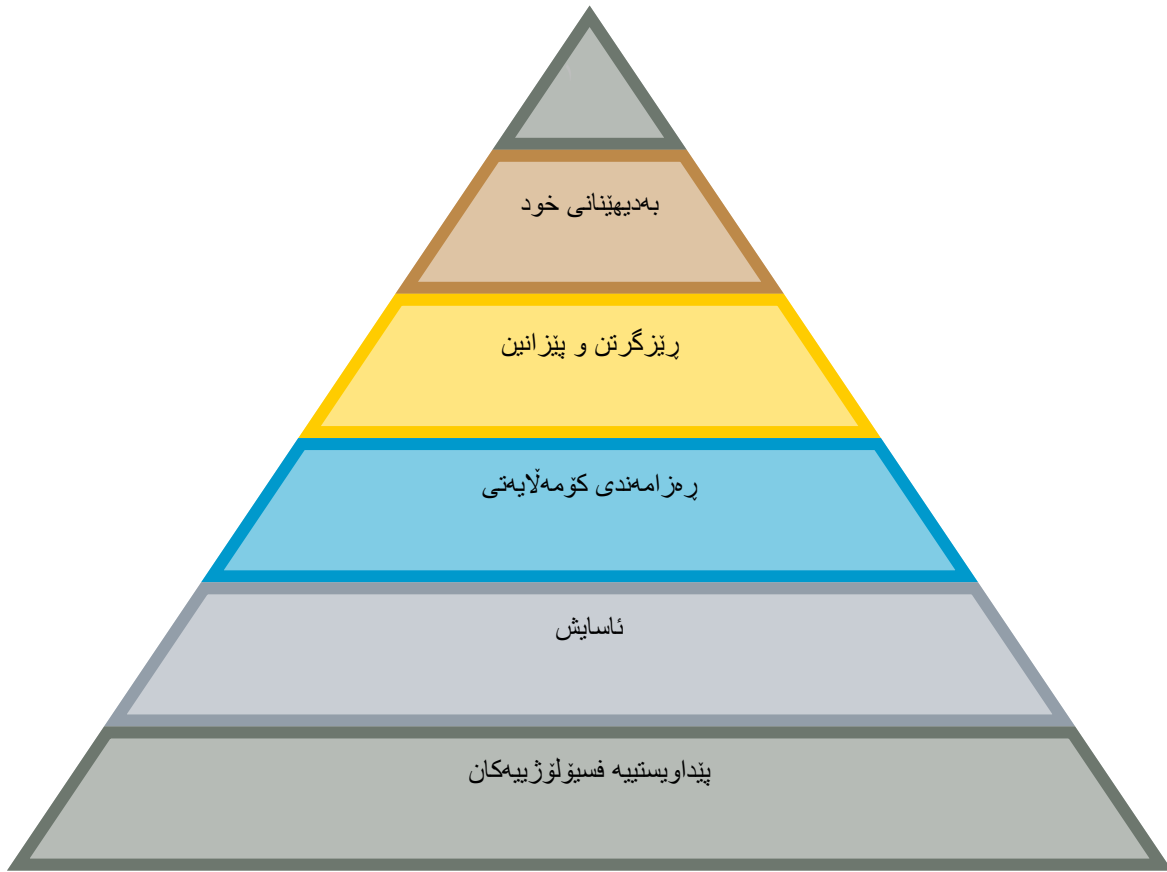 بەدیهێنانی خود
ڕێزگرتن و پێزانین
ڕەزامەندی کۆمەڵایەتی
ئاسایش
پێداویستییە فسیۆلۆژییەکان